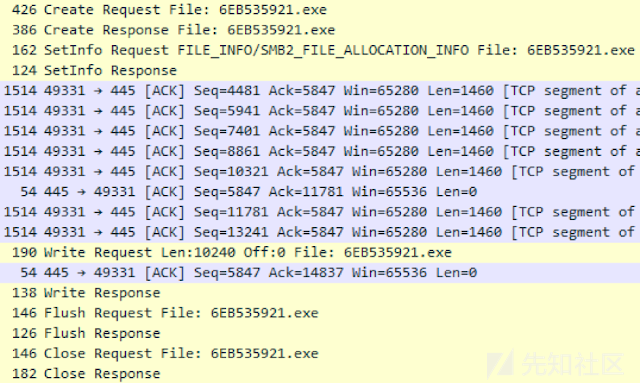 426 Create Request File: 6EB535921.exe
386 Create Response File: 6EB535921.exe
162 SetInfo Request FILE_INFO/SMB2_FILE_ALLOCATION_INFO File: 6EB535921.exe
124 SetInfo Response
1514 49331 → 445 [ACK] Seq=4481 Ack=5847 Win=65280 Len=1460 [TCP segment of a
1514 49331 → 445 [ACK] Seq=5941 Ack=5847 Win=65280 Len=1460 [TCP segment of a
1514 49331 → 445 [ACK] Seq=7401 Ack=5847 Win=65280 Len=1460 [TCP segment of a
1514 49331 → 445 [ACK] Seq=8861 Ack=5847 Win=65280 Len=1460 [TCP segment of a
1514 49331 → 445 [ACK] Seq=10321 Ack=5847 Win=65280 Len=1460 [TCP segment of
54 445 → 49331 [ACK] Seq=5847 Ack=11781 Win=65536 Len=0
1514 49331 → 445 [ACK] Seq=11781 Ack=5847 Win=65280 Len=1460 [TCP segment of
1514 49331 → 445 [ACK] Seq=13241 Ack=5847 Win=65280 Len=1460 [TCP segment of
190 Write Request Len:10240 Off:0 File: 6EB535921.exe
54 445 → 49331 [ACK] Seq=5847 Ack=14837 Win=65536 Len=0
138 Write Response
146 Flush Request File: 6EB535921.exe
126 Flush Response
146 Close Request File: 6EB535921.exe
182 Close Response
先知社区